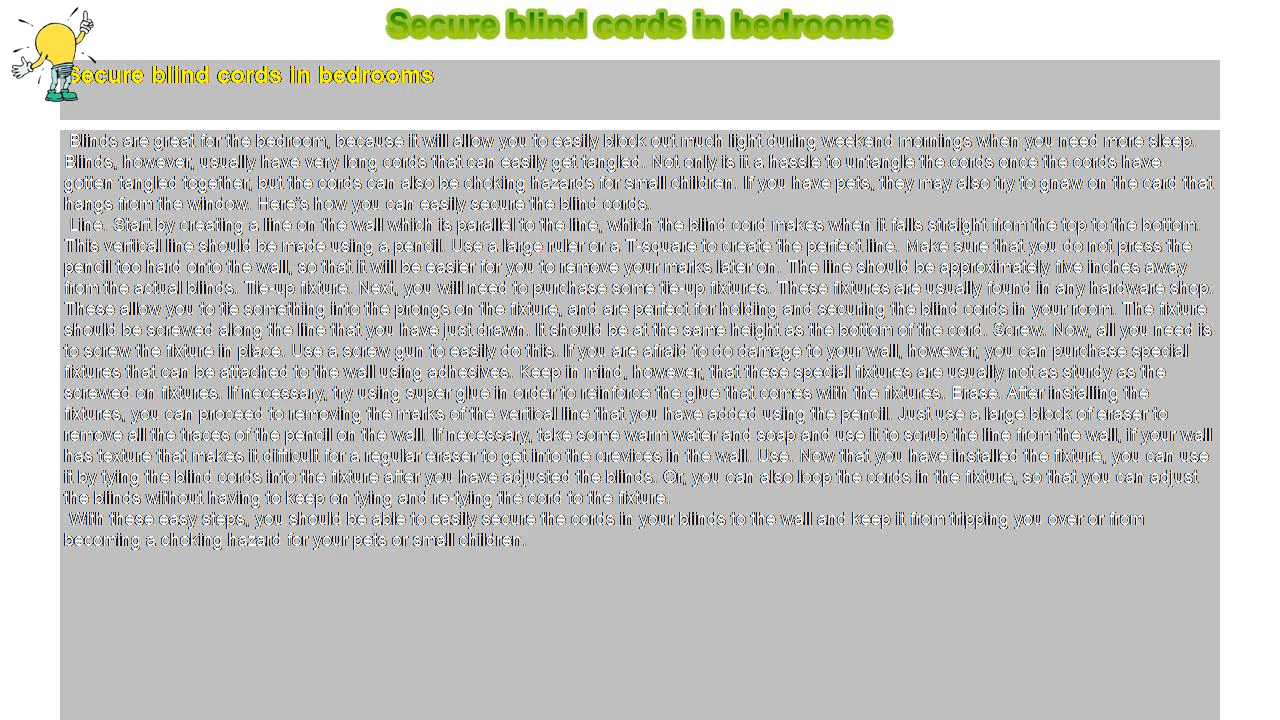 Secure blind cords in bedrooms
Secure blind cords in bedrooms
Blinds are great for the bedroom, because it will allow you to easily block out much light during weekend mornings when you need more sleep.
Blinds, however, usually have very long cords that can easily get tangled. Not only is it a hassle to untangle the cords once the cords have
gotten tangled together, but the cords can also be choking hazards for small children. If you have pets, they may also try to gnaw on the card that
hangs from the window. Here's how you can easily secure the blind cords.
Line. Start by creating a line on the wall which is parallel to the line, which the blind cord makes when it falls straight from the top to the bottom.
This vertical line should be made using a pencil. Use a large ruler or a T-square to create the perfect line. Make sure that you do not press the
pencil too hard onto the wall, so that it will be easier for you to remove your marks later on. The line should be approximately five inches away
from the actual blinds. Tie-up fixture. Next, you will need to purchase some tie-up fixtures. These fixtures are usually found in any hardware shop.
These allow you to tie something into the prongs on the fixture, and are perfect for holding and securing the blind cords in your room. The fixture
should be screwed along the line that you have just drawn. It should be at the same height as the bottom of the cord. Screw. Now, all you need is
to screw the fixture in place. Use a screw gun to easily do this. If you are afraid to do damage to your wall, however, you can purchase special
fixtures that can be attached to the wall using adhesives. Keep in mind, however, that these special fixtures are usually not as sturdy as the
screwed on fixtures. If necessary, try using super glue in order to reinforce the glue that comes with the fixtures. Erase. After installing the
fixtures, you can proceed to removing the marks of the vertical line that you have added using the pencil. Just use a large block of eraser to
remove all the traces of the pencil on the wall. If necessary, take some warm water and soap and use it to scrub the line from the wall, if your wall
has texture that makes it difficult for a regular eraser to get into the crevices in the wall. Use. Now that you have installed the fixture, you can use
it by tying the blind cords into the fixture after you have adjusted the blinds. Or, you can also loop the cords in the fixture, so that you can adjust
the blinds without having to keep on tying and re-tying the cord to the fixture.
With these easy steps, you should be able to easily secure the cords in your blinds to the wall and keep it from tripping you over or from
becoming a choking hazard for your pets or small children.